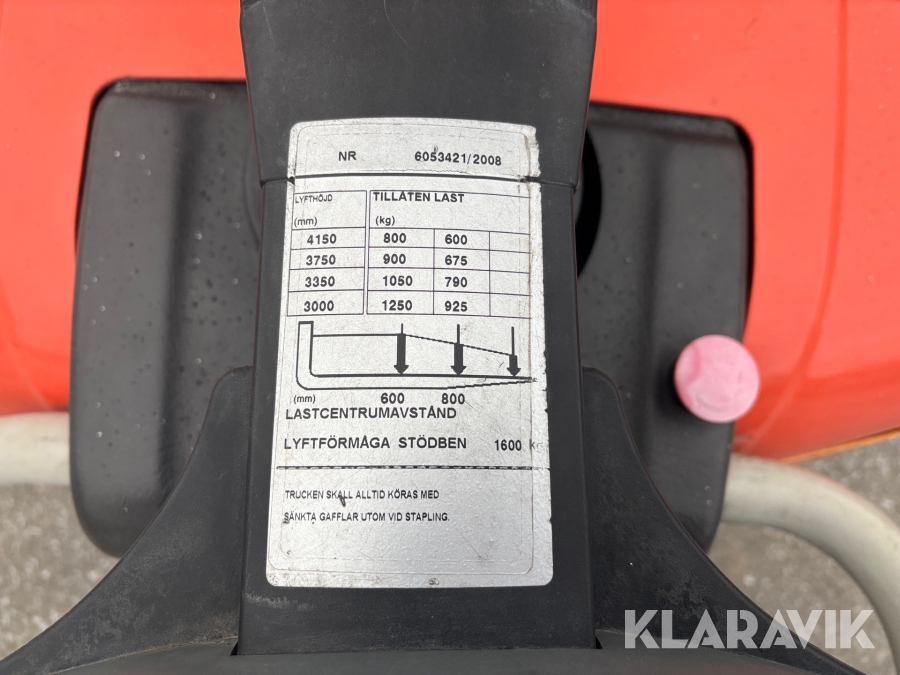 NR 6053421/2008
LYFTHÖJD TILLÅTEN LAST
(mm) (kg)
4150 800 600
3750 900 675
3350 1050 790
3000 1250 925
(mm) 600 800
LASTCENTRUMAVSTÅND
LYFTFÖRMÅGA STÖDBEN 1600
TRUCKEN SKALL ALLTID KÖRAS MED
SÄNKTA GAFFLAR UTOM VID STAPLING.
KLARAVIK